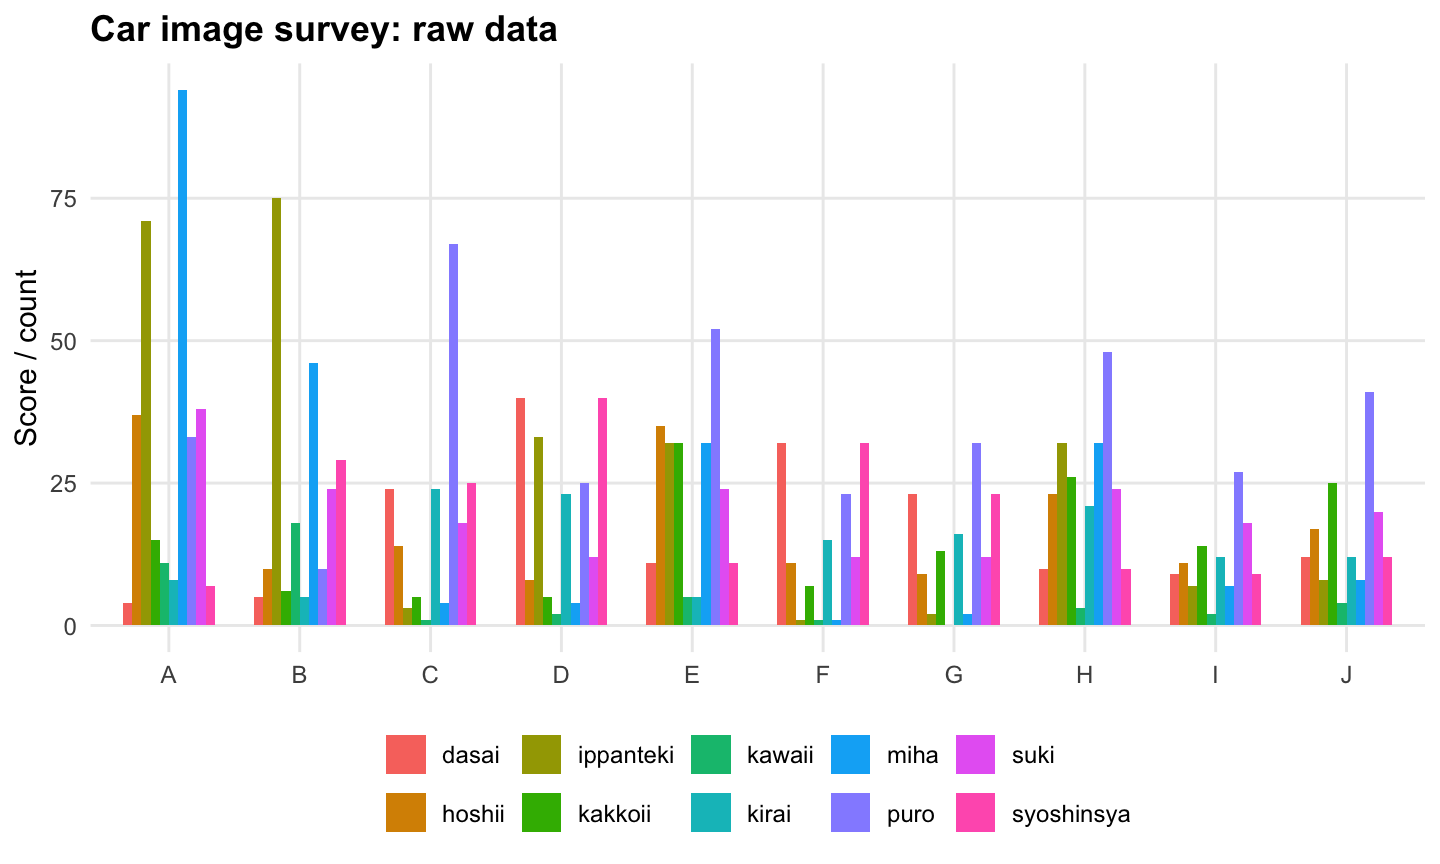 Car image survey: raw data
Score / count
75
50
25
0
A B C D E F G H I J
dasai ippanteki kawaii miha suki
hoshii kakkoii kirai puro syoshinsya